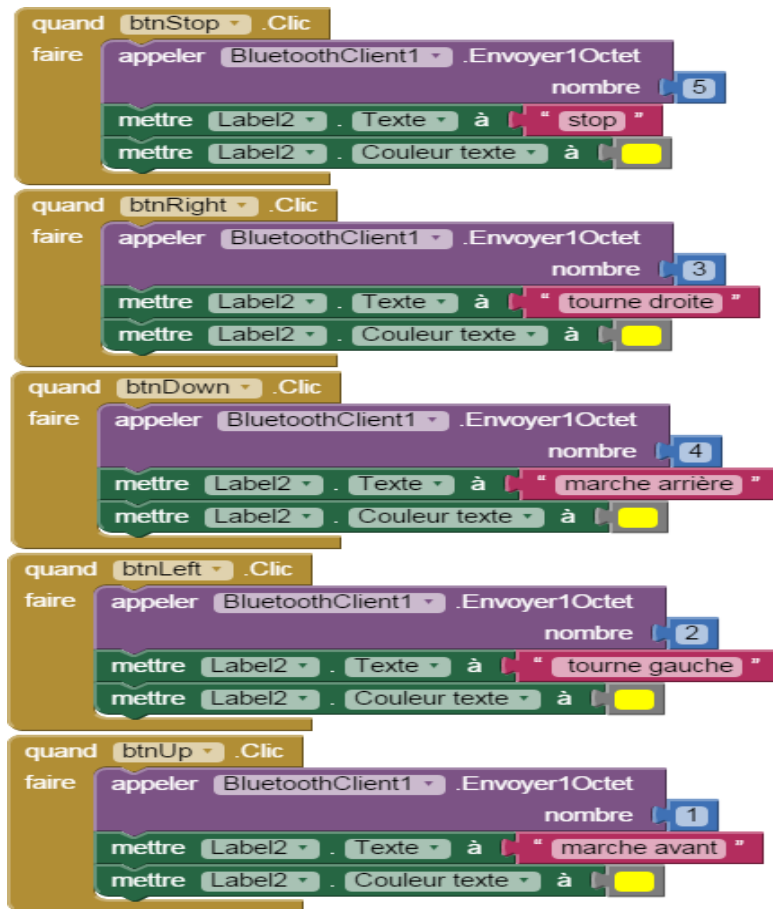 quand btnStop .Clic
faire appeler BluetoothClient1 .Envoyer1Octet
nombre 5
mettre Label2 . Texte à " stop "
mettre Label2 . Couleur texte à
quand btnRight .Clic
faire appeler BluetoothClient1 .Envoyer1Octet
nombre 3
mettre Label2 . Texte à " tourne droite "
mettre Label2 . Couleur texte à
quand btnDown .Clic
faire appeler BluetoothClient1 .Envoyer1Octet
nombre 4
mettre Label2 . Texte à " marche arrière "
mettre Label2 . Couleur texte à
quand btnLeft .Clic
faire appeler BluetoothClient1 .Envoyer1Octet
nombre 2
mettre Label2 . Texte à " tourne gauche "
mettre Label2 . Couleur texte à
quand btnUp .Clic
faire appeler BluetoothClient1 .Envoyer1Octet
nombre 1
mettre Label2 . Texte à " marche avant "
mettre Label2 . Couleur texte à